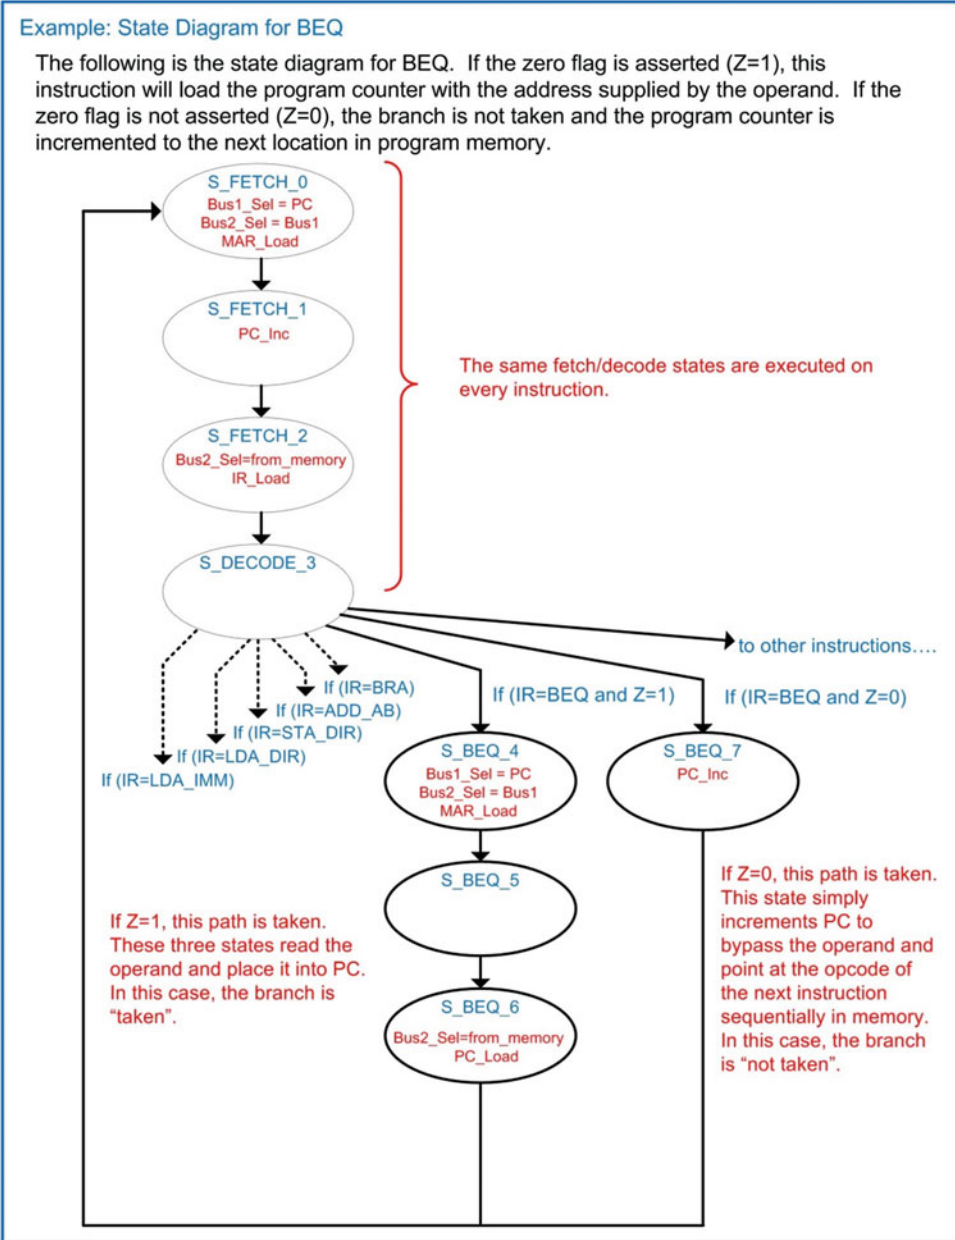 Example: State Diagram for BEQ
The following is the state diagram for BEQ.  If the zero flag is asserted (Z=1), this
instruction will load the program counter with the address supplied by the operand.  If the
zero flag is not asserted (Z=0), the branch is not taken and the program counter is
incremented to the next location in program memory.
S_FETCH_0
Bus1_Sel = PC
Bus2_Sel = Bus1
MAR_Load
S_FETCH_1
PC_Inc
The same fetch/decode states are executed on
every instruction.
S_FETCH_2
Bus2_Sel=from_memory
IR_Load
S_DECODE_3
to other instructions....
If (IR=BRA)
If (IR=ADD_AB)
If (IR=STA_DIR)
If (IR=LDA_DIR)
If (IR=LDA_IMM)
If (IR=BEQ and Z=1)
If (IR=BEQ and Z=0)
S_BEQ_4
Bus1_Sel = PC
Bus2_Sel = Bus1
MAR_Load
S_BEQ_7
PC_Inc
S_BEQ_5
If Z=1, this path is taken.
These three states read the
operand and place it into PC.
In this case, the branch is
“taken”.
If Z=0, this path is taken.
This state simply
increments PC to
bypass the operand and
point at the opcode of
the next instruction
sequentially in memory.
In this case, the branch
is “not taken”.
S_BEQ_6
Bus2_Sel=from_memory
PC_Load